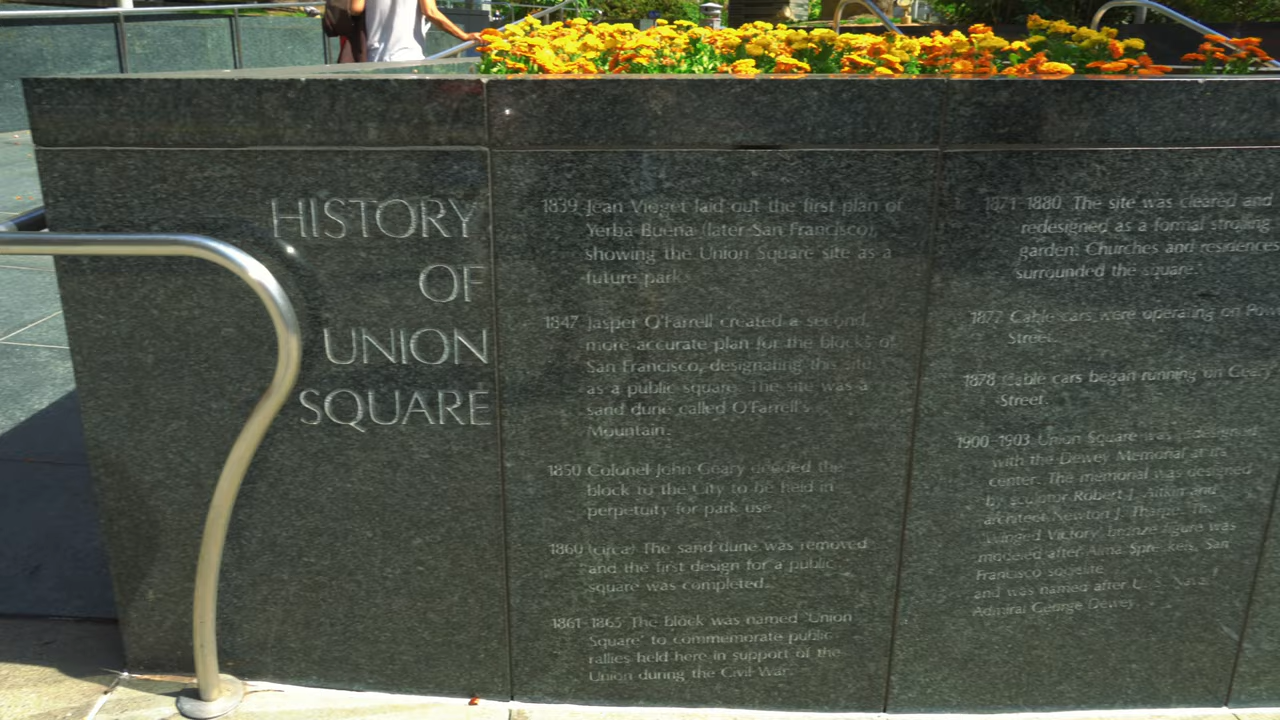 HISTORY
OF
UNION
SQUARE
1839 Jean Vioget laid out the first plan of
Yerba Buena (later San Francisco),
showing the Union Square site as a
future park.
1847 Jasper O'Farrell created a second,
more accurate plan for the blocks of
San Francisco, designating this site
as a public square. The site was a
sand dune called O'Farrell's
Mountain.
1850 Colonel John Geary deeded the
block to the City to be held in
perpetuity for park use.
1860 (circa) The sand dune was removed
and the first design for a public
square was completed.
1861-1865 The block was named 'Union
Square' to commemorate public
rallies held here in support of the
Union during the Civil War.
1871-1880 The site was cleared and
redesigned as a formal strolling
garden. Churches and residences
surrounded the square.
1877 Cable cars were operating on Pow
Street.
1878 Cable cars began running on Geary
Street.
1900-1903 Union Square was
with the Dewey Memorial at its
center. The memorial was designed
by sculptor Robert I. Aitkin and
architect Newton J. Tharpe. The
'Winged Victory' bronze figure was
modeled after Alma Spreckels, San
Francisco socialite
and was named after U.S. Naval
Admiral George Dewey.